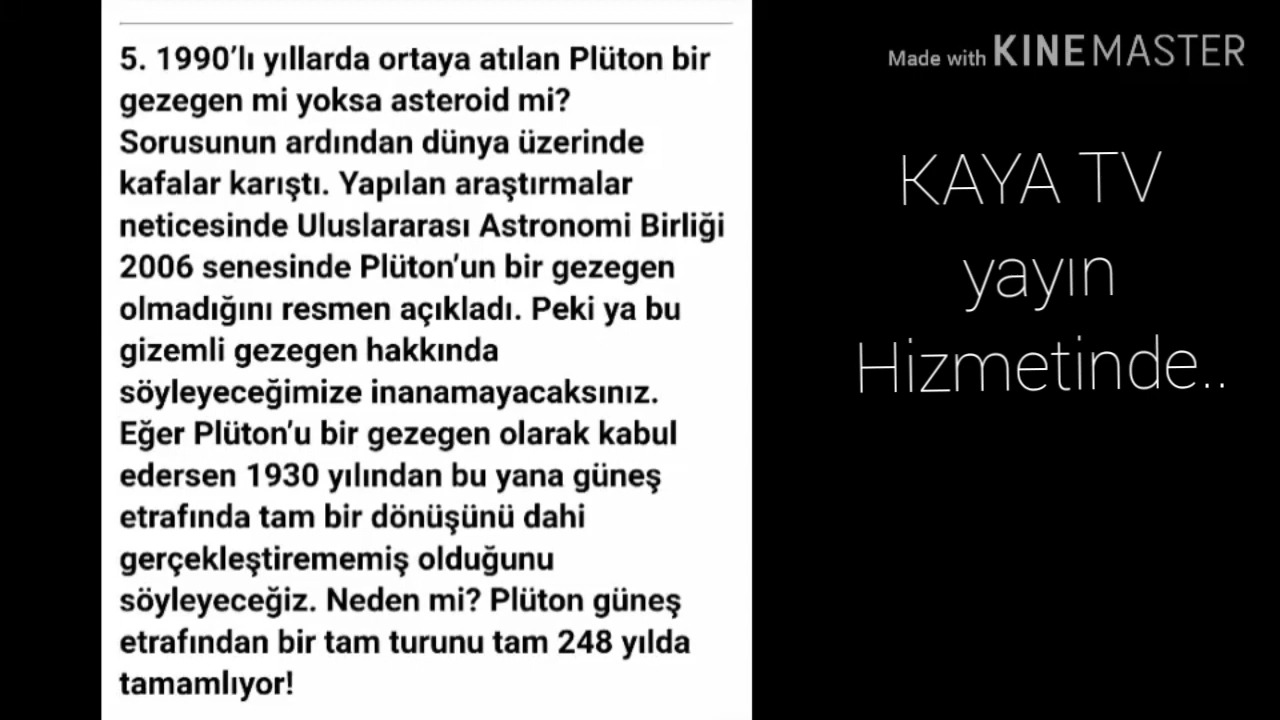 5. 1990’lı yıllarda ortaya atılan Plüton bir
gezegen mi yoksa asteroid mi?
Sorusunun ardından dünya üzerinde
kafalar karıştı. Yapılan araştırmalar
neticesinde Uluslararası Astronomi Birliği
2006 senesinde Plüton’un bir gezegen
olmadığını resmen açıkladı. Peki ya bu
gizemli gezegen hakkında
söyleyeceğimize inanamayacaksınız.
Eğer Plüton’u bir gezegen olarak kabul
edersen 1930 yılından bu yana güneş
etrafında tam bir dönüşünü dahi
gerçekleştirememiş olduğunu
söyleyeceğiz. Neden mi? Plüton güneş
etrafından bir tam turunu tam 248 yılda
tamamlıyor!
Made with KINEMASTER
KAYA TV
yayın
Hizmetinde..